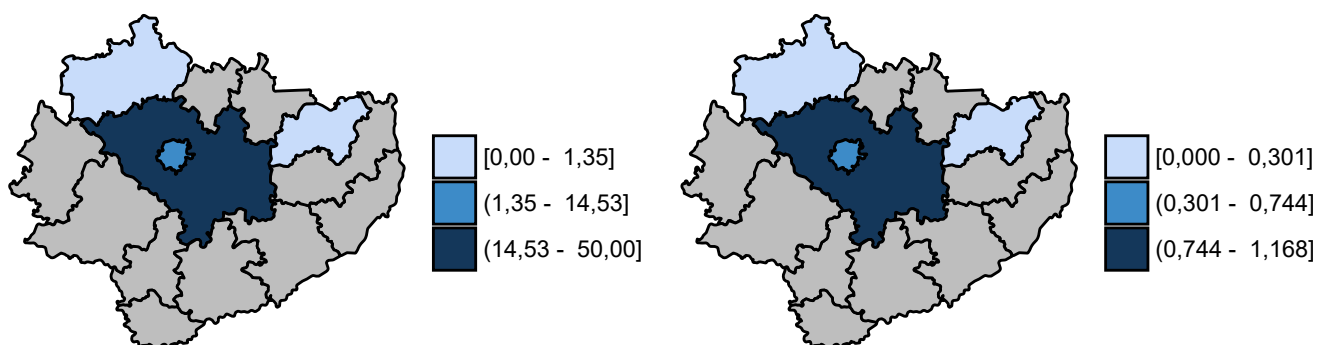 [0,00 - 1,35]
(1,35 - 14,53]
(14,53 - 50,00]
[0,000 - 0,301]
(0,301 - 0,744]
(0,744 - 1,168]